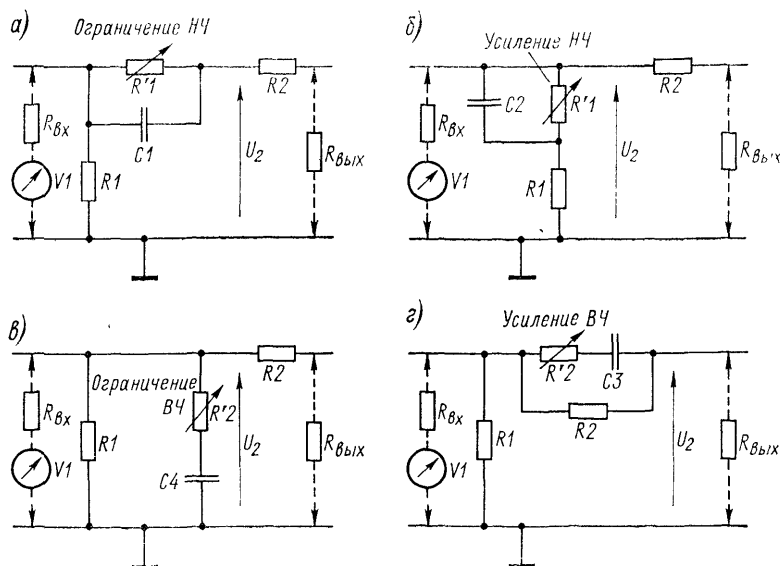 а)
Ограничение НЧ
R'1
R2
C1
Rвх
R1
V1
U2
Rвых
б)
Усиление НЧ
R2
C2
R'1
Rвх
U2
Rвых
V1
R1
в)
R2
Ограничение
ВЧ
R'2
Rвх
R1
U2
Rвых
V1
C4
г)
Усиление ВЧ
R'2
C3
R2
Rвх
R1
U2
Rвых
V1